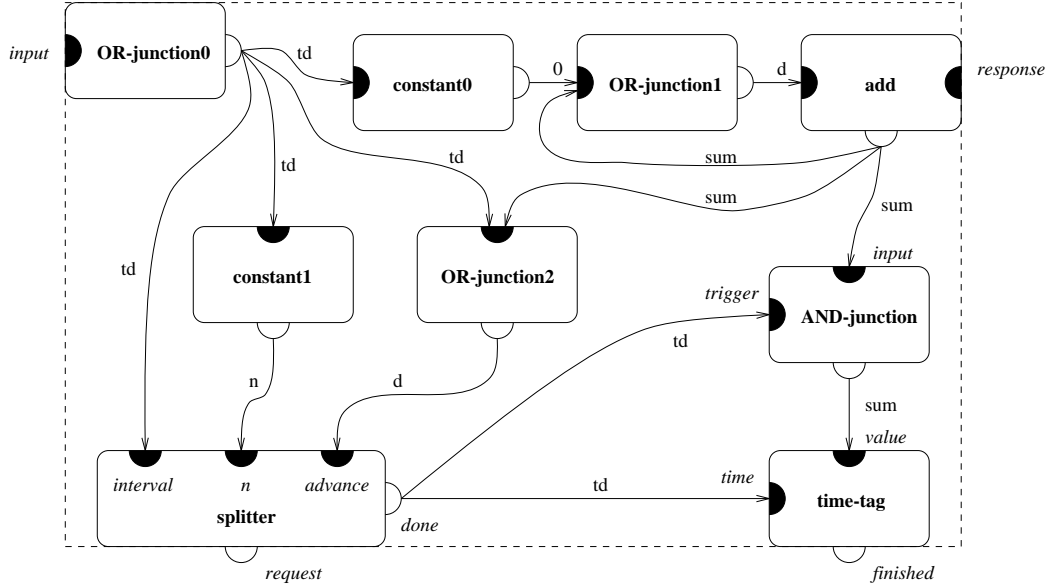 input
OR-junction0
td
constant0
0
OR-junction1
d
add
response
td
td
sum
sum
sum
td
constant1
OR-junction2
input
trigger
AND-junction
td
n
d
sum
value
interval
n
advance
td
time
splitter
done
time-tag
request
finished